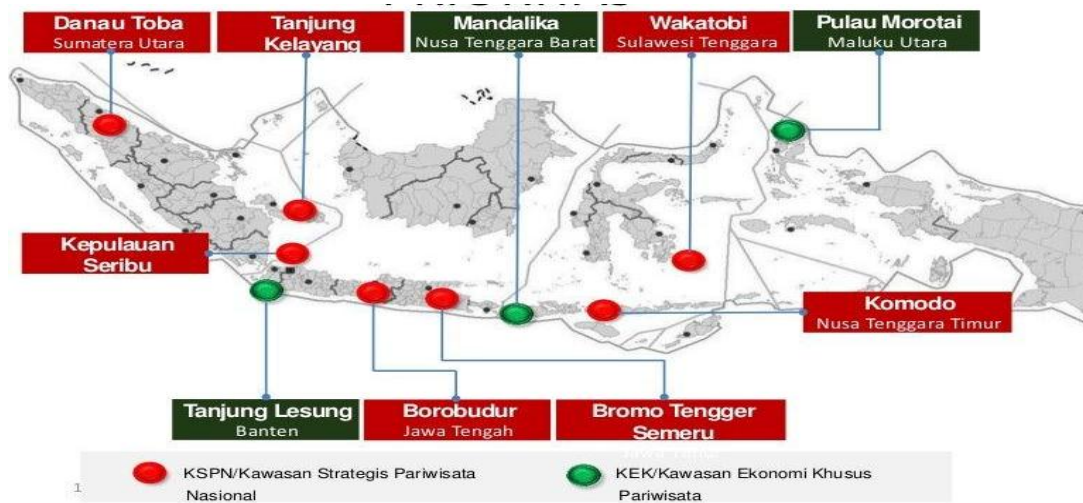 Danau Toba
Sumatera Utara
Tanjung
Kelayang
Mandalika
Nusa Tenggara Barat
Wakatobi
Sulawesi Tenggara
Pulau Morotai
Maluku Utara
Kepulauan
Seribu
Komodo
Nusa Tenggara Timur
Tanjung Lesung
Banten
Borobudur
Jawa Tengah
Bromo Tengger
Semeru
KSPN/Kawasan Strategis Pariwisata
Nasional
KEK/Kawasan Ekonomi Khusus
Pariwisata
1